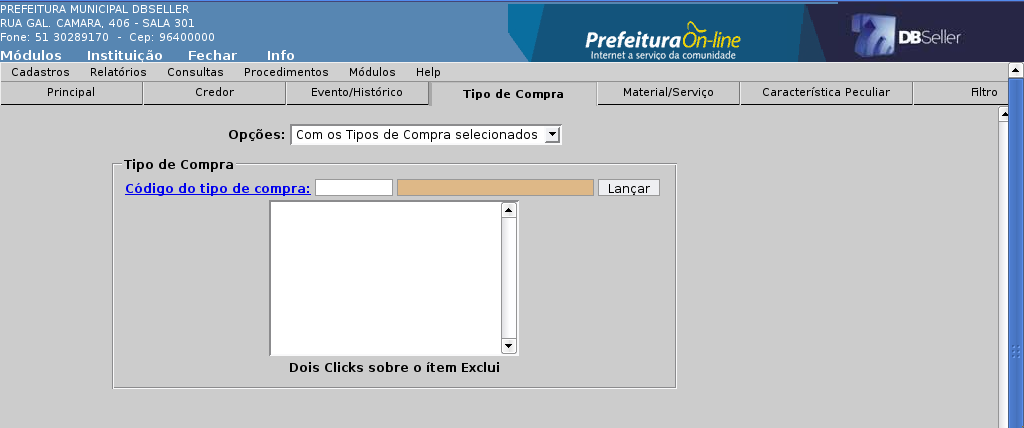 PREFEITURA MUNICIPAL DBSELLER
RUA GAL. CAMARA, 406 - SALA 301
Fone: 51 30289170 - Cep: 96400000
Módulos Instituição Fechar Info
Prefeitura On-line
Internet a serviço da comunidade
DBSeller
Cadastros Relatórios Consultas Procedimentos Módulos Help
Principal Credor Evento/Histórico Tipo de Compra Material/Serviço Característica Peculiar Filtro
Opções: Com os Tipos de Compra selecionados
Tipo de Compra
Código do tipo de compra: Lançar
Dois Clicks sobre o ítem Exclui